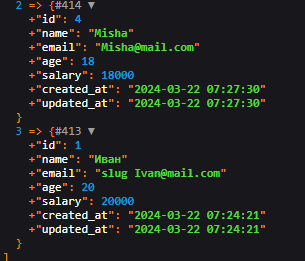 2 => {#414 ▼
+"id": 4
+"name": "Misha"
+"email": "Misha@mail.com"
+"age": 18
+"salary": 18000
+"created_at": "2024-03-22 07:27:30"
+"updated_at": "2024-03-22 07:27:30"
}
3 => {#413 ▼
+"id": 1
+"name": "Иван"
+"email": "slug Ivan@mail.com"
+"age": 20
+"salary": 20000
+"created_at": "2024-03-22 07:24:21"
+"updated_at": "2024-03-22 07:24:21"
}
]